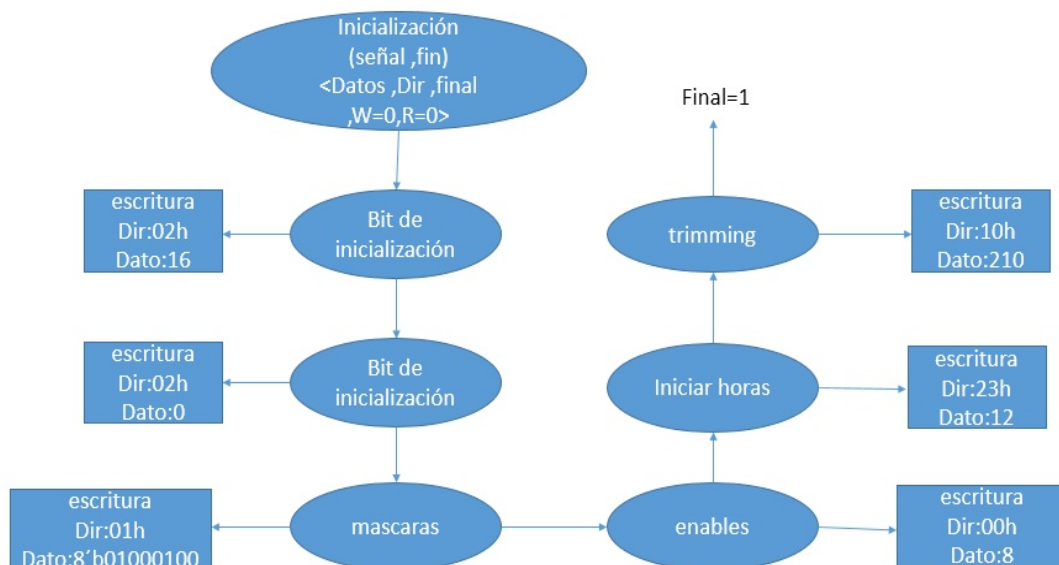 Inicialización
(señal ,fin)
<Datos ,Dir ,final
,W=0,R=0>
Final=1
escritura
Dir:02h
Dato:16
Bit de
inicialización
trimming
escritura
Dir:10h
Dato:210
escritura
Dir:02h
Dato:0
Bit de
inicialización
Iniciar horas
escritura
Dir:23h
Dato:12
escritura
Dir:01h
Dato:8´b01000100
mascaras
enables
escritura
Dir:00h
Dato:8